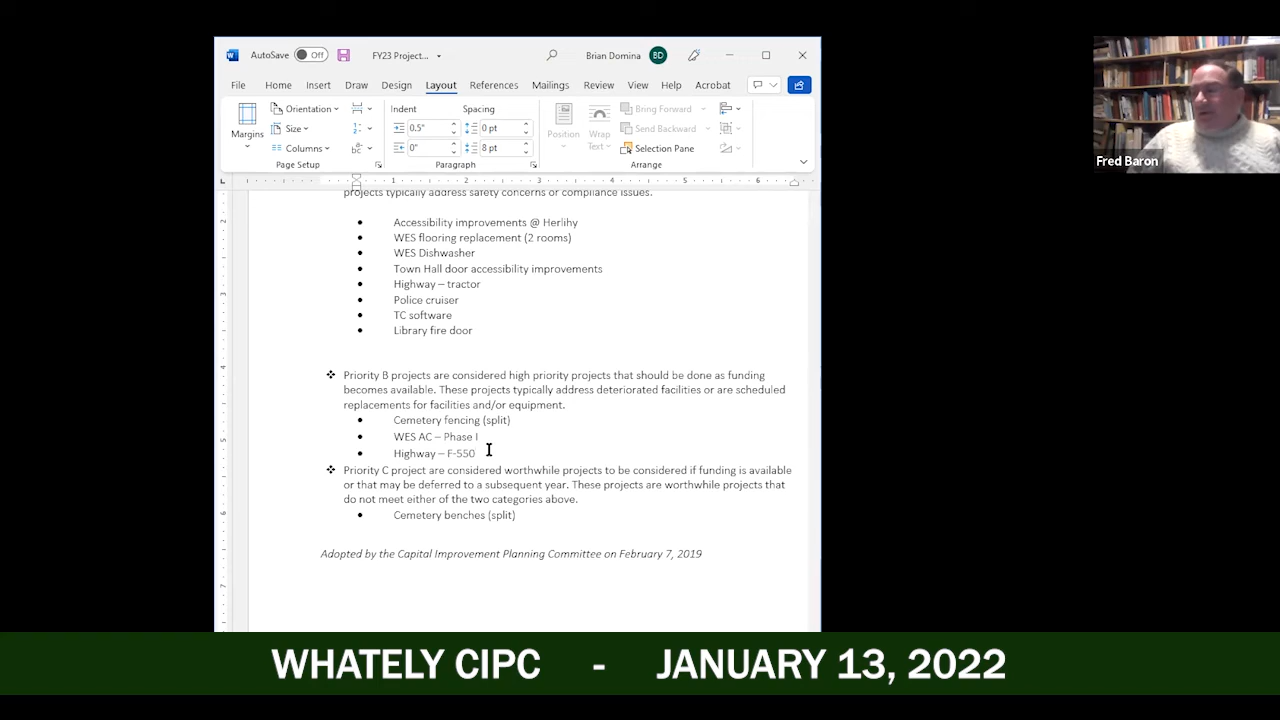 AutoSave Off FY23 Project... Brian Domina BD
File Home Insert Draw Design Layout References Mailings Review View Help Acrobat
Margins Orientation Size Columns Indent 0.5" 0" Spacing 0 pt 8 pt Position Wrap Text Bring Forward Send Backward Selection Pane
Page Setup Paragraph Arrange
1 2 3 4 5 6
projects typically address safety concerns or compliance issues.
Accessibility improvements @ Herlihy
WES flooring replacement (2 rooms)
WES Dishwasher
Town Hall door accessibility improvements
Highway – tractor
Police cruiser
TC software
Library fire door
Priority B projects are considered high priority projects that should be done as funding
becomes available. These projects typically address deteriorated facilities or are scheduled
replacements for facilities and/or equipment.
Cemetery fencing (split)
WES AC – Phase I
Highway – F-550
Priority C project are considered worthwhile projects to be considered if funding is available
or that may be deferred to a subsequent year. These projects are worthwhile projects that
do not meet either of the two categories above.
Cemetery benches (split)
Adopted by the Capital Improvement Planning Committee on February 7, 2019
Fred Baron
WHATELY CIPC - JANUARY 13, 2022